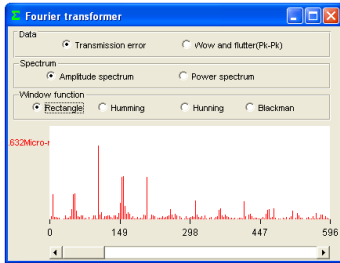 Σ Fourier transformer
Data
Transmission error Wow and flutter(Pk-Pk)
Spectrum
Amplitude spectrum Power spectrum
Window function
Rectangle Humming Hunning Blackman
632Micro-r
0 149 298 447 596